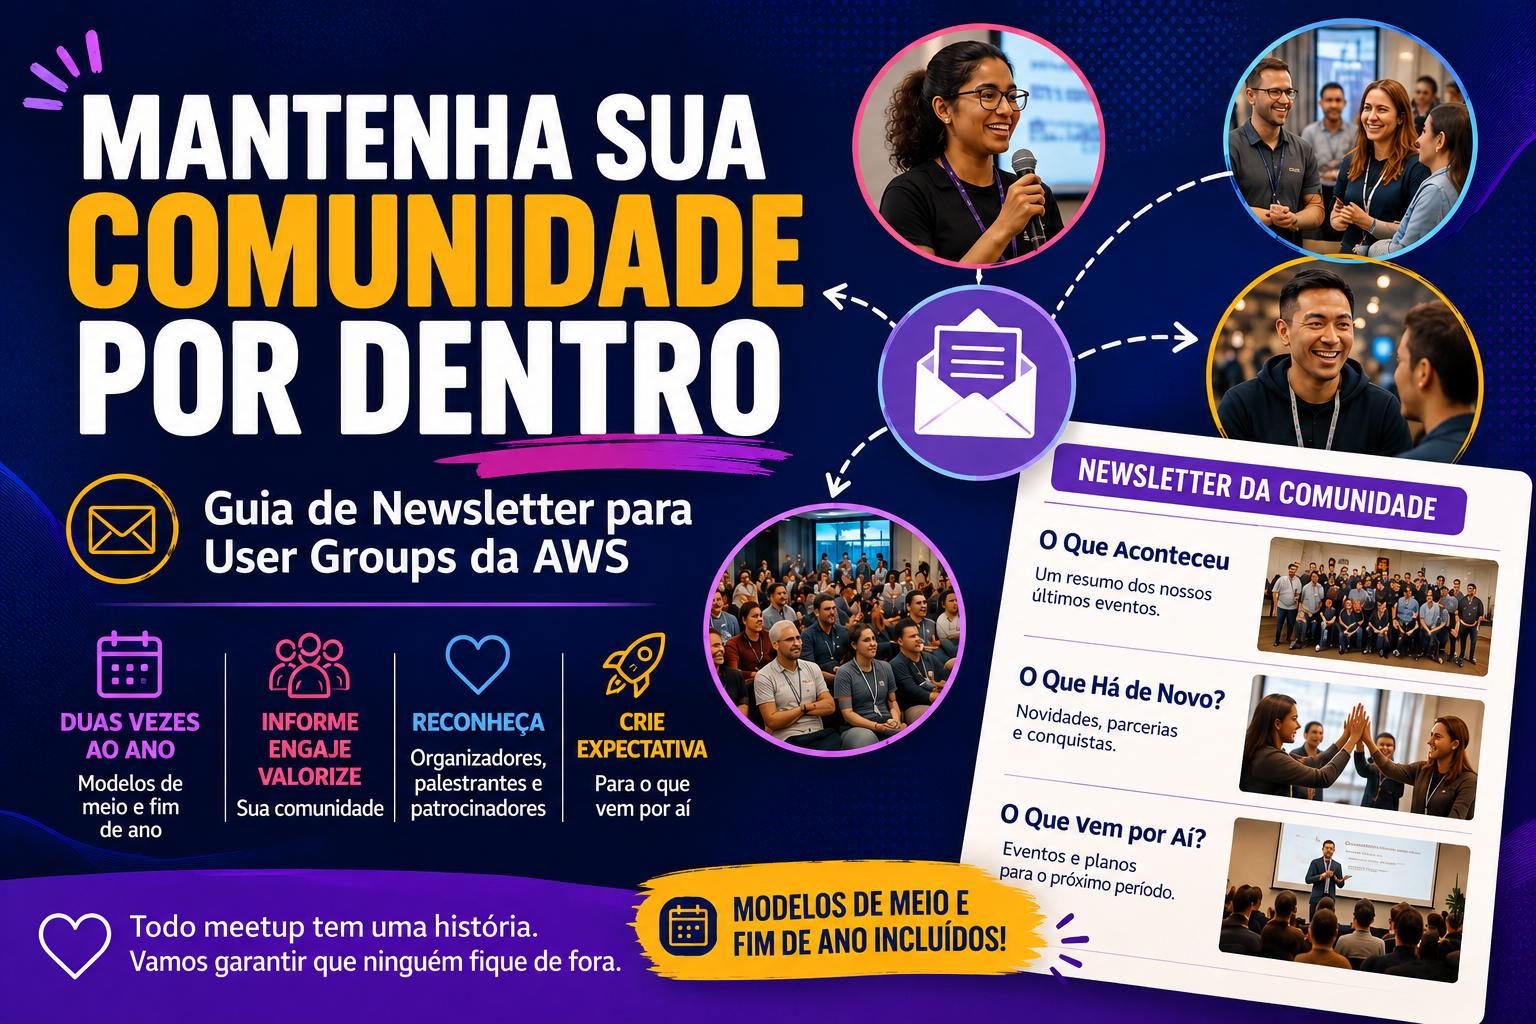 MANTENHA SUA
COMUNIDADE
POR DENTRO
Guia de Newsletter para
User Groups da AWS
DUAS VEZES
AO ANO
Modelos de
meio e fim
de ano
INFORME
ENGAJE
VALORIZE
Sua comunidade
RECONHEÇA
Organizadores,
palestrantes e
patrocinadores
CRIE
EXPECTATIVA
Para o que
vem por aí
Todo meetup tem uma história.
Vamos garantir que ninguém fique de fora.
MODELOS DE MEIO E
FIM DE ANO INCLUÍDOS!
NEWSLETTER DA COMUNIDADE
O Que Aconteceu
Um resumo dos nossos
últimos eventos.
O Que Há de Novo?
Novidades, parcerias
e conquistas.
O Que Vem por Aí?
Eventos e planos
para o próximo período.